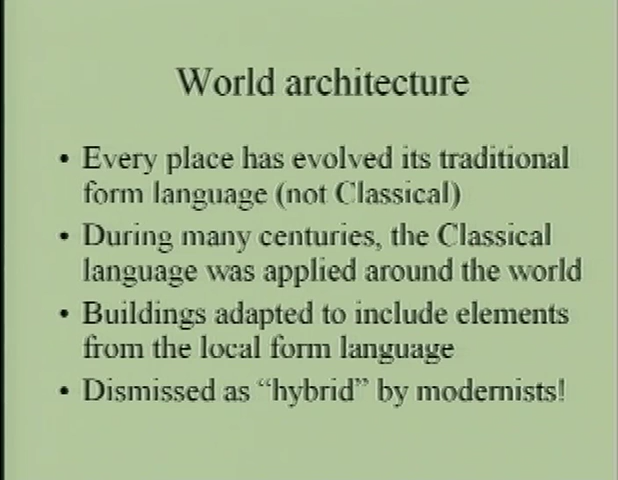 World architecture
• Every place has evolved its traditional
form language (not Classical)
• During many centuries, the Classical
language was applied around the world
• Buildings adapted to include elements
from the local form language
• Dismissed as “hybrid” by modernists!